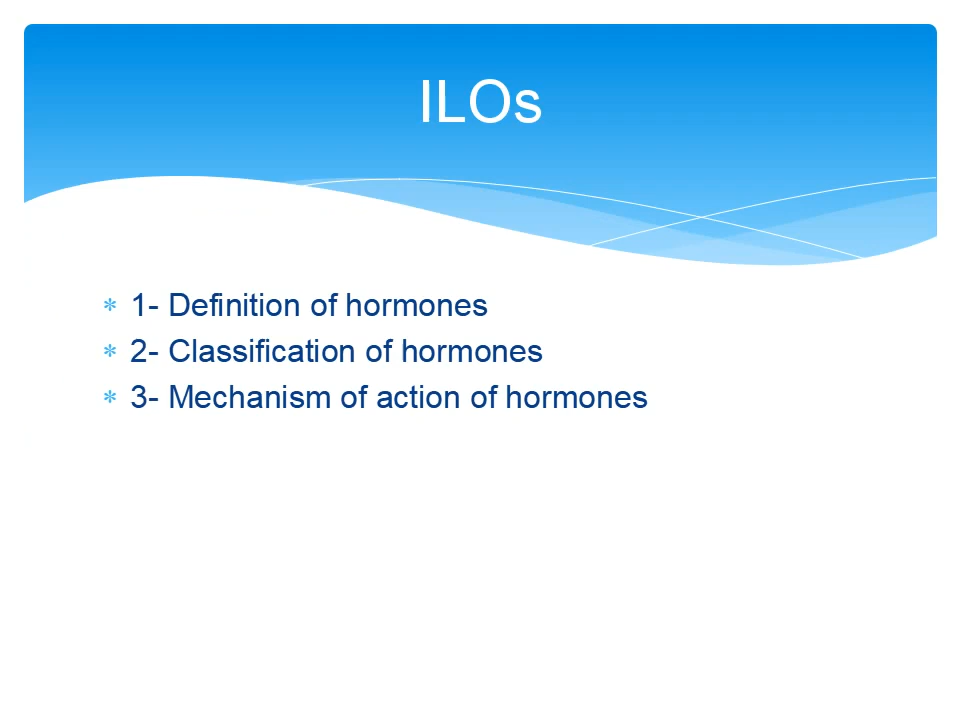 ILOs
* 1- Definition of hormones
* 2- Classification of hormones
* 3- Mechanism of action of hormones